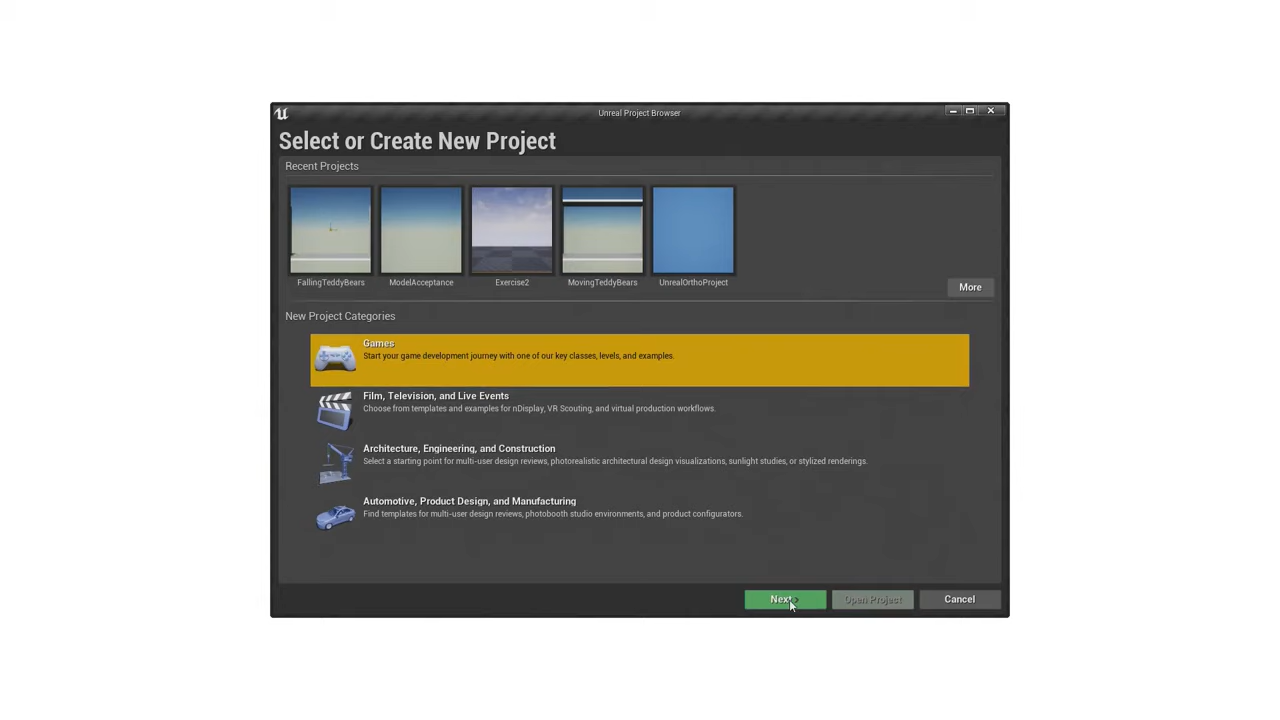 Unreal Project Browser
Select or Create New Project
Recent Projects
FallingTeddyBears
ModelAcceptance
Exercise2
MovingTeddyBears
UnrealOrthoProject
More
New Project Categories
Games
Start your game development journey with one of our key classes, levels, and examples.
Film, Television, and Live Events
Choose from templates and examples for nDisplay, VR Scouting, and virtual production workflows.
Architecture, Engineering, and Construction
Select a starting point for multi-user design reviews, photorealistic architectural design visualizations, sunlight studies, or stylized renderings.
Automotive, Product Design, and Manufacturing
Find templates for multi-user design reviews, photobooth studio environments, and product configurators.
Next >
Open Project
Cancel